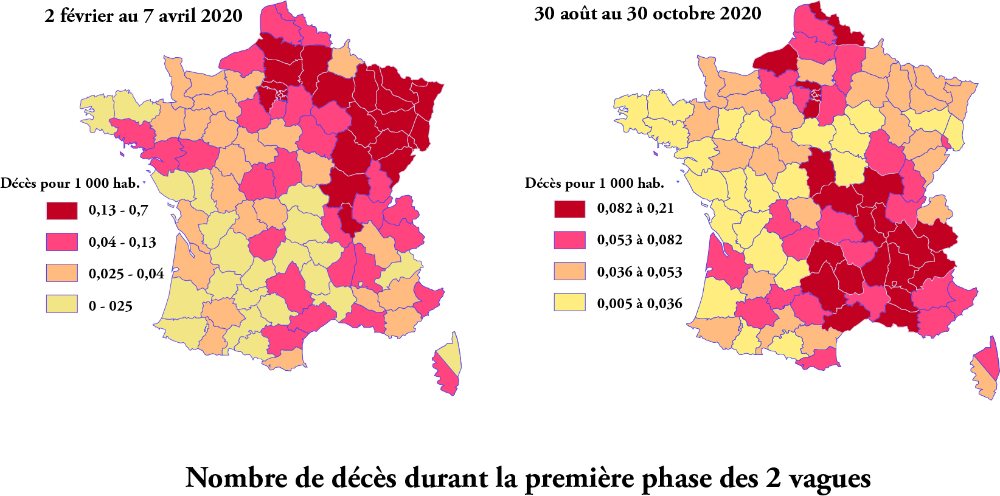 2 février au 7 avril 2020
30 août au 30 octobre 2020
Décès pour 1 000 hab.
0,13 - 0,7
0,04 - 0,13
0,025 - 0,04
0 - 025
Décès pour 1 000 hab.
0,082 à 0,21
0,053 à 0,082
0,036 à 0,053
0,005 à 0,036
Nombre de décès durant la première phase des 2 vagues